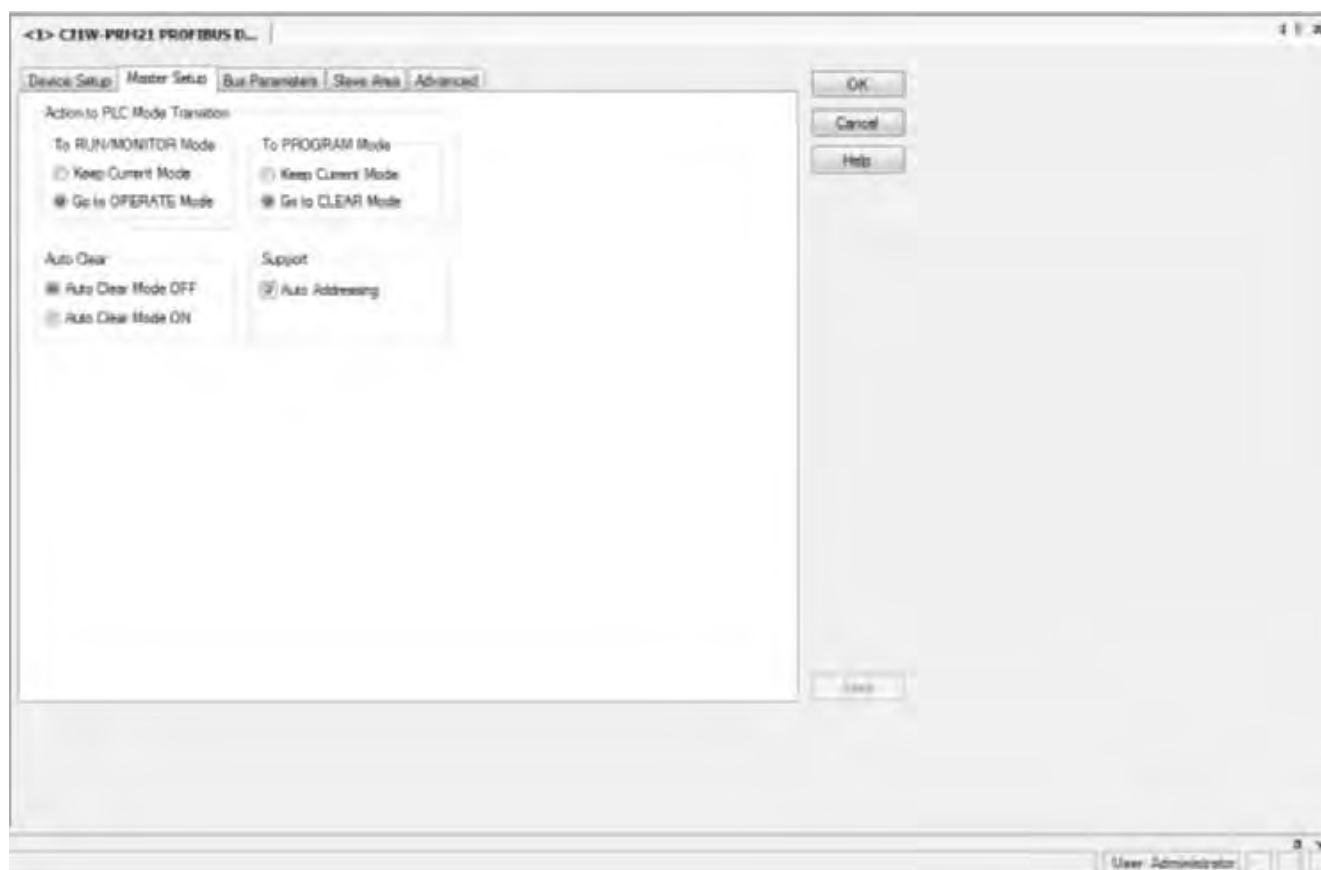 <1> CJ1W-PRM21 PROFIBUS D...
Device Setup Master Setup Bus Parameters Slave Area Advanced
OK
Cancel
Help
Action to PLC Mode Transition
To RUN/MONITOR Mode
Keep Current Mode
Go to OPERATE Mode
To PROGRAM Mode
Keep Current Mode
Go to CLEAR Mode
Auto Clear
Auto Clear Mode OFF
Auto Clear Mode ON
Support
Auto Addressing
User: Administrator